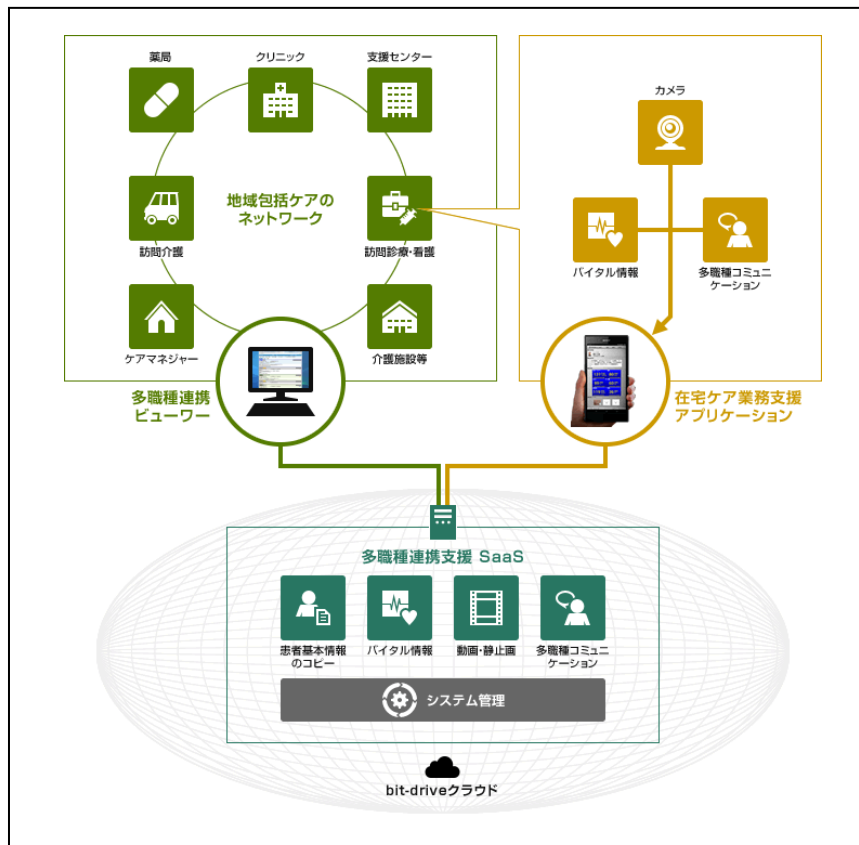 薬局
クリニック
支援センター
カメラ
地域包括ケアの
ネットワーク
訪問介護
訪問診療・看護
バイタル情報
多職種コミュニ
ケーション
ケアマネジャー
介護施設等
多職種連携
ビューワー
在宅ケア業務支援
アプリケーション
多職種連携支援 SaaS
患者基本情報
のコピー
バイタル情報
動画・静止画
多職種コミュニ
ケーション
システム管理
bit-driveクラウド